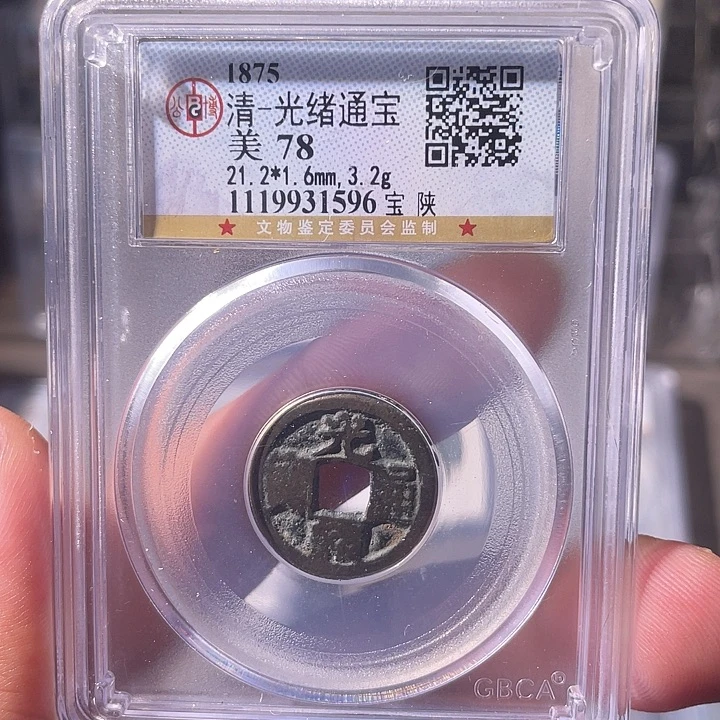 1875
清-光绪通宝
美 78
21.2*1.6mm,3.2g
1119931596 宝 陕
★ 文物鉴定委员会监制 ★
光
GBCA